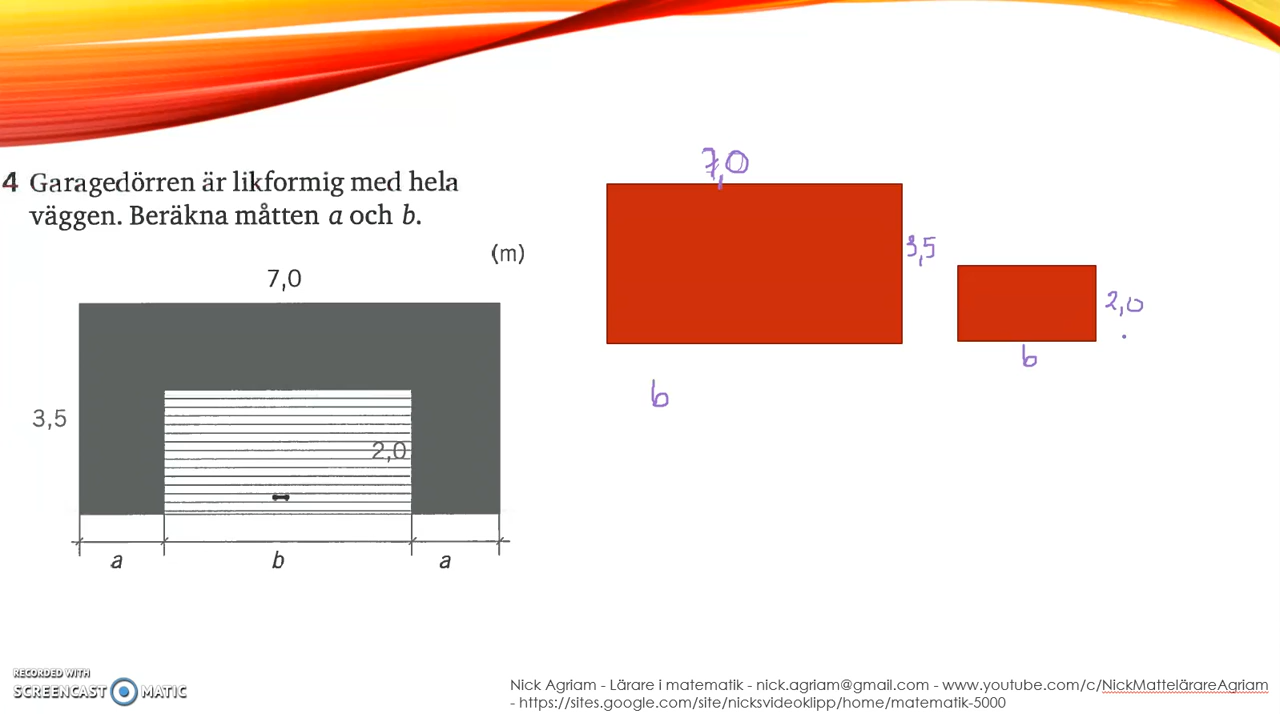 4 Garagedörren är likformig med hela
väggen. Beräkna måtten a och b.
(m)
7,0
3,5
2,0
a b a
7,0
3,5
2,0
b
b
RECORDED WITH
SCREENCAST MATIC
Nick Agriam - Lärare i matematik - nick.agriam@gmail.com - www.youtube.com/c/NickMattelärareAgriam
- https://sites.google.com/site/nicksvideoklipp/home/matematik-5000